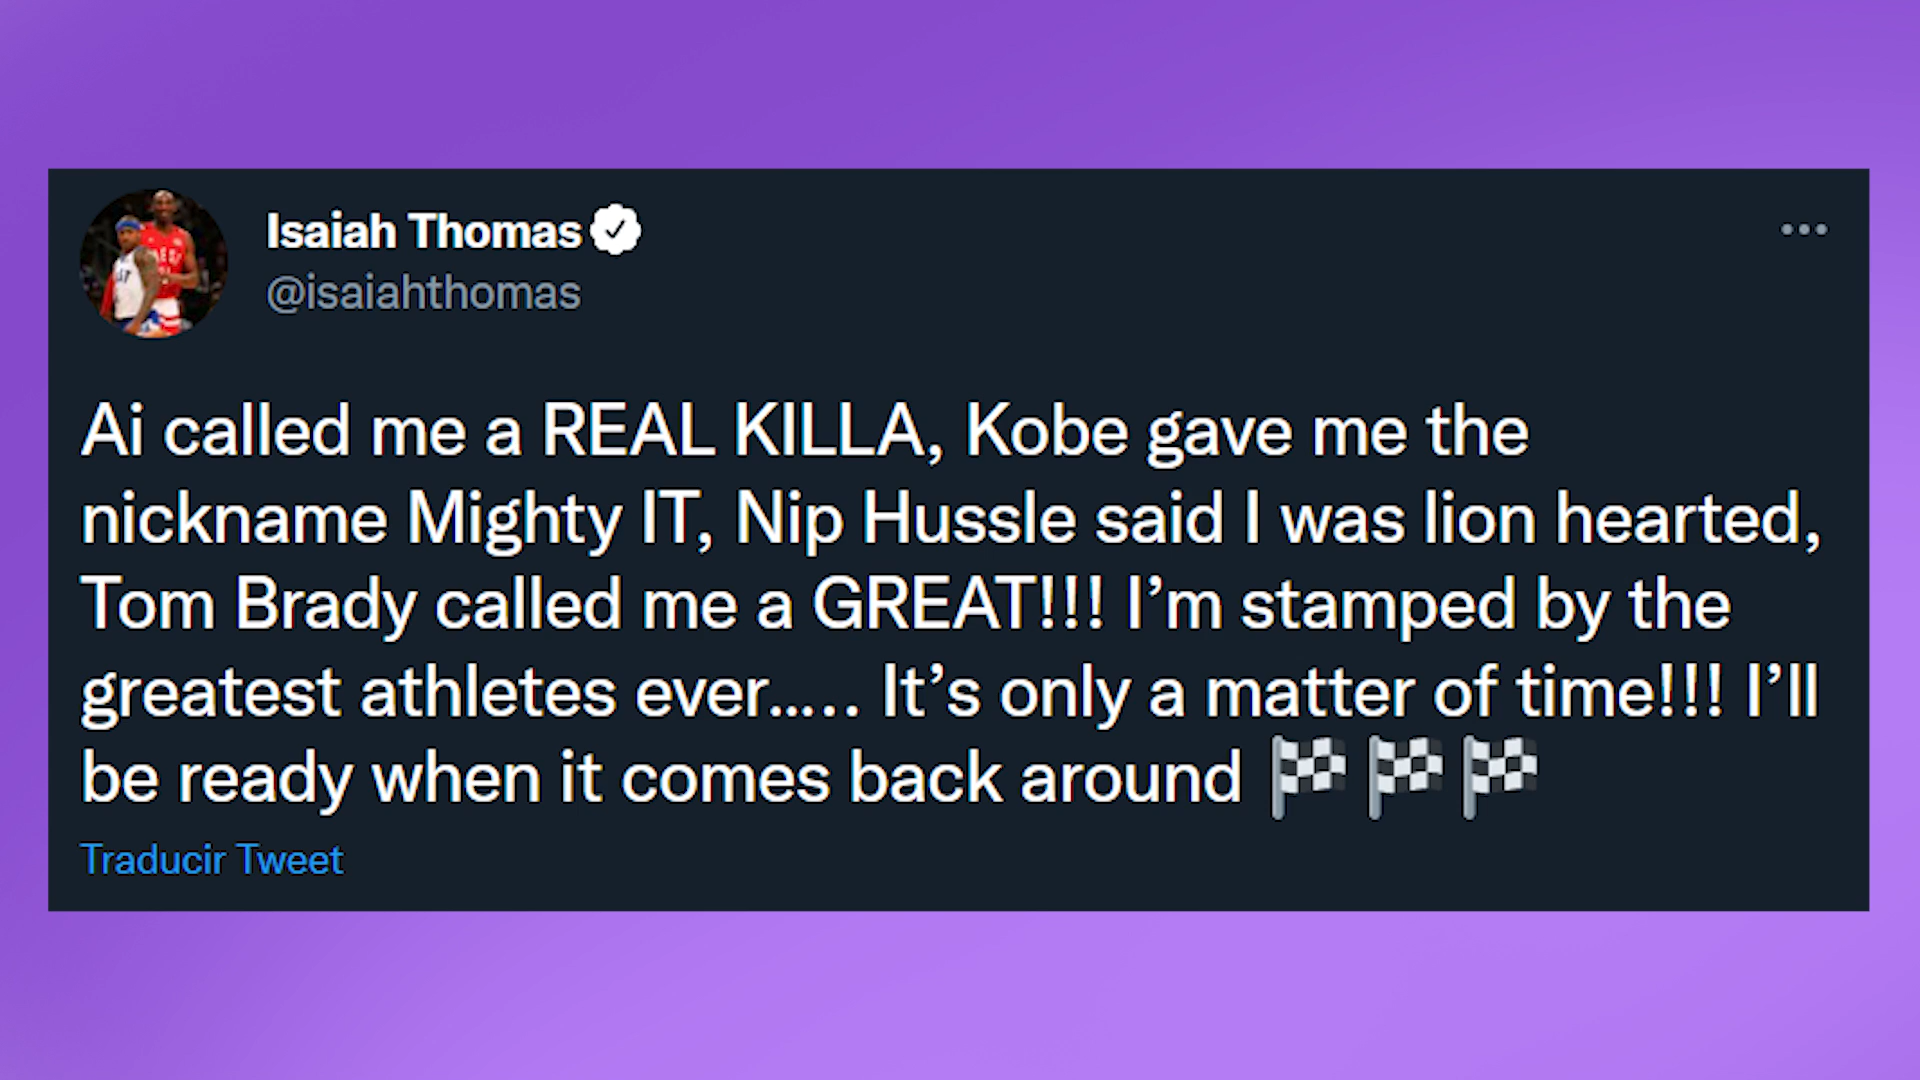 Isaiah Thomas
@isaiahthomas
Ai called me a REAL KILLA, Kobe gave me the
nickname Mighty IT, Nip Hussle said I was lion hearted,
Tom Brady called me a GREAT!!! I’m stamped by the
greatest athletes ever….. It’s only a matter of time!!! I’ll
be ready when it comes back around 🏁🏁🏁
Traducir Tweet